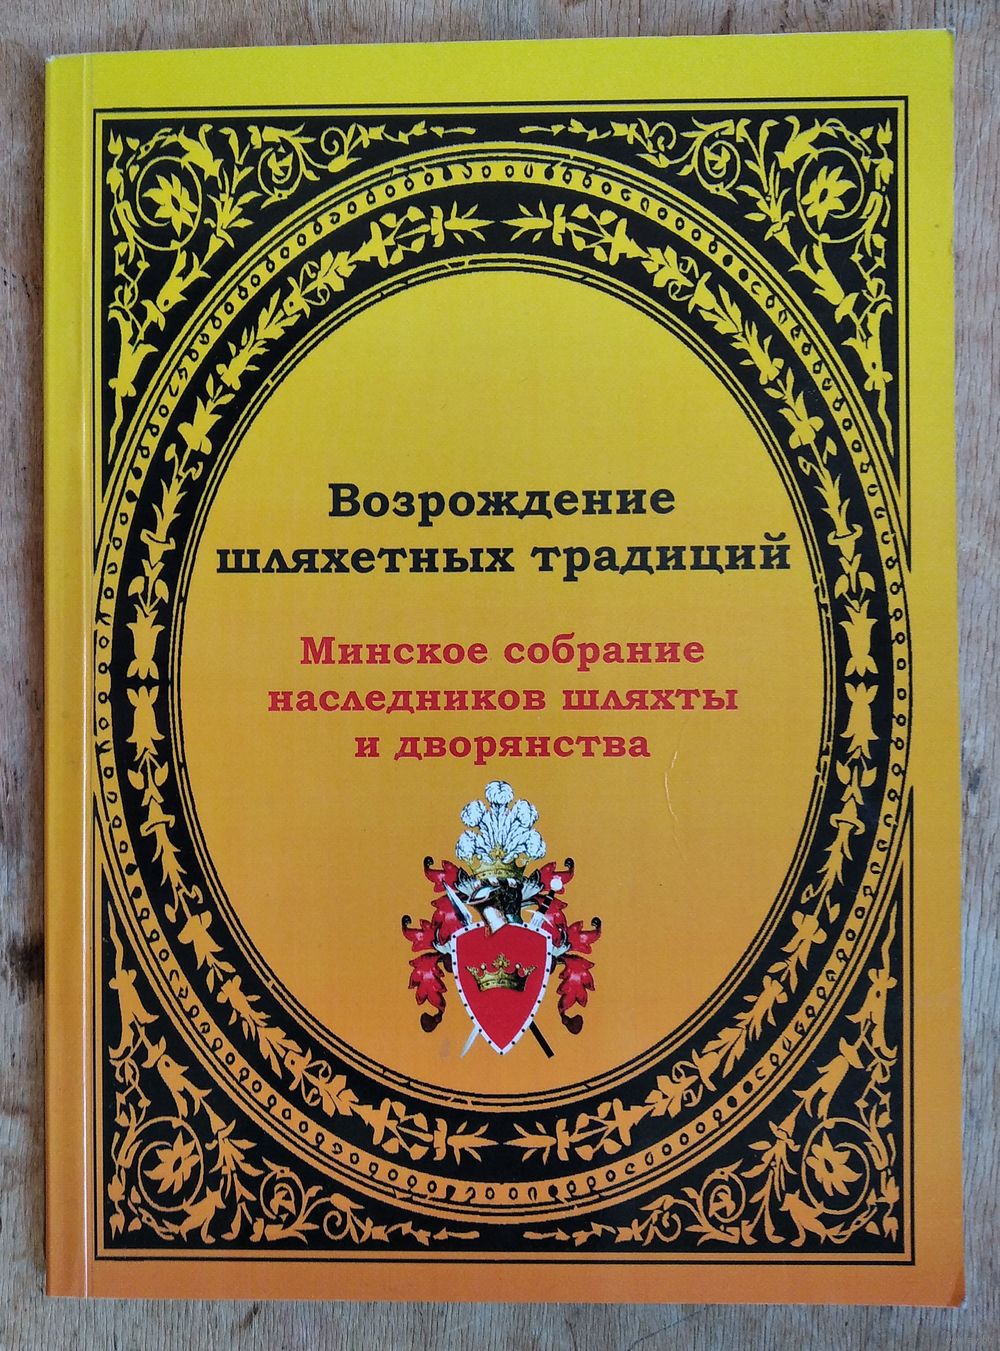 Возрождение
шляхетных традиций
Минское собрание
наследников шляхты
и дворянства